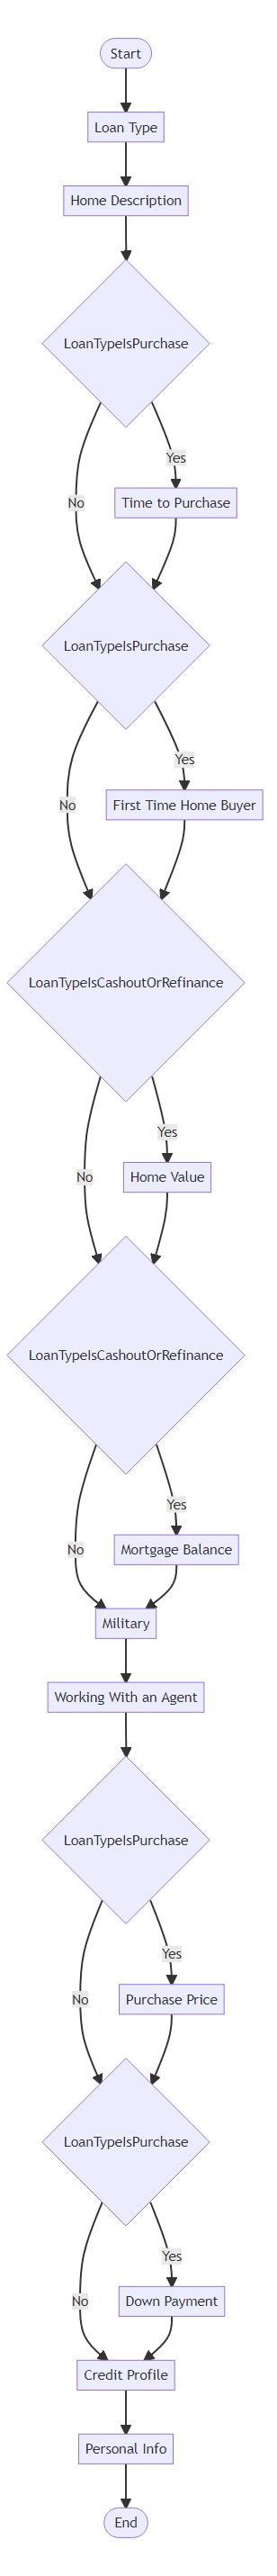 Start
Loan Type
Home Description
LoanTypeIsPurchase
Yes
No
Time to Purchase
LoanTypeIsPurchase
Yes
No
First Time Home Buyer
LoanTypeIsCashoutOrRefinance
Yes
No
Home Value
LoanTypeIsCashoutOrRefinance
Yes
No
Mortgage Balance
Military
Working With an Agent
LoanTypeIsPurchase
Yes
No
Purchase Price
LoanTypeIsPurchase
Yes
No
Down Payment
Credit Profile
Personal Info
End